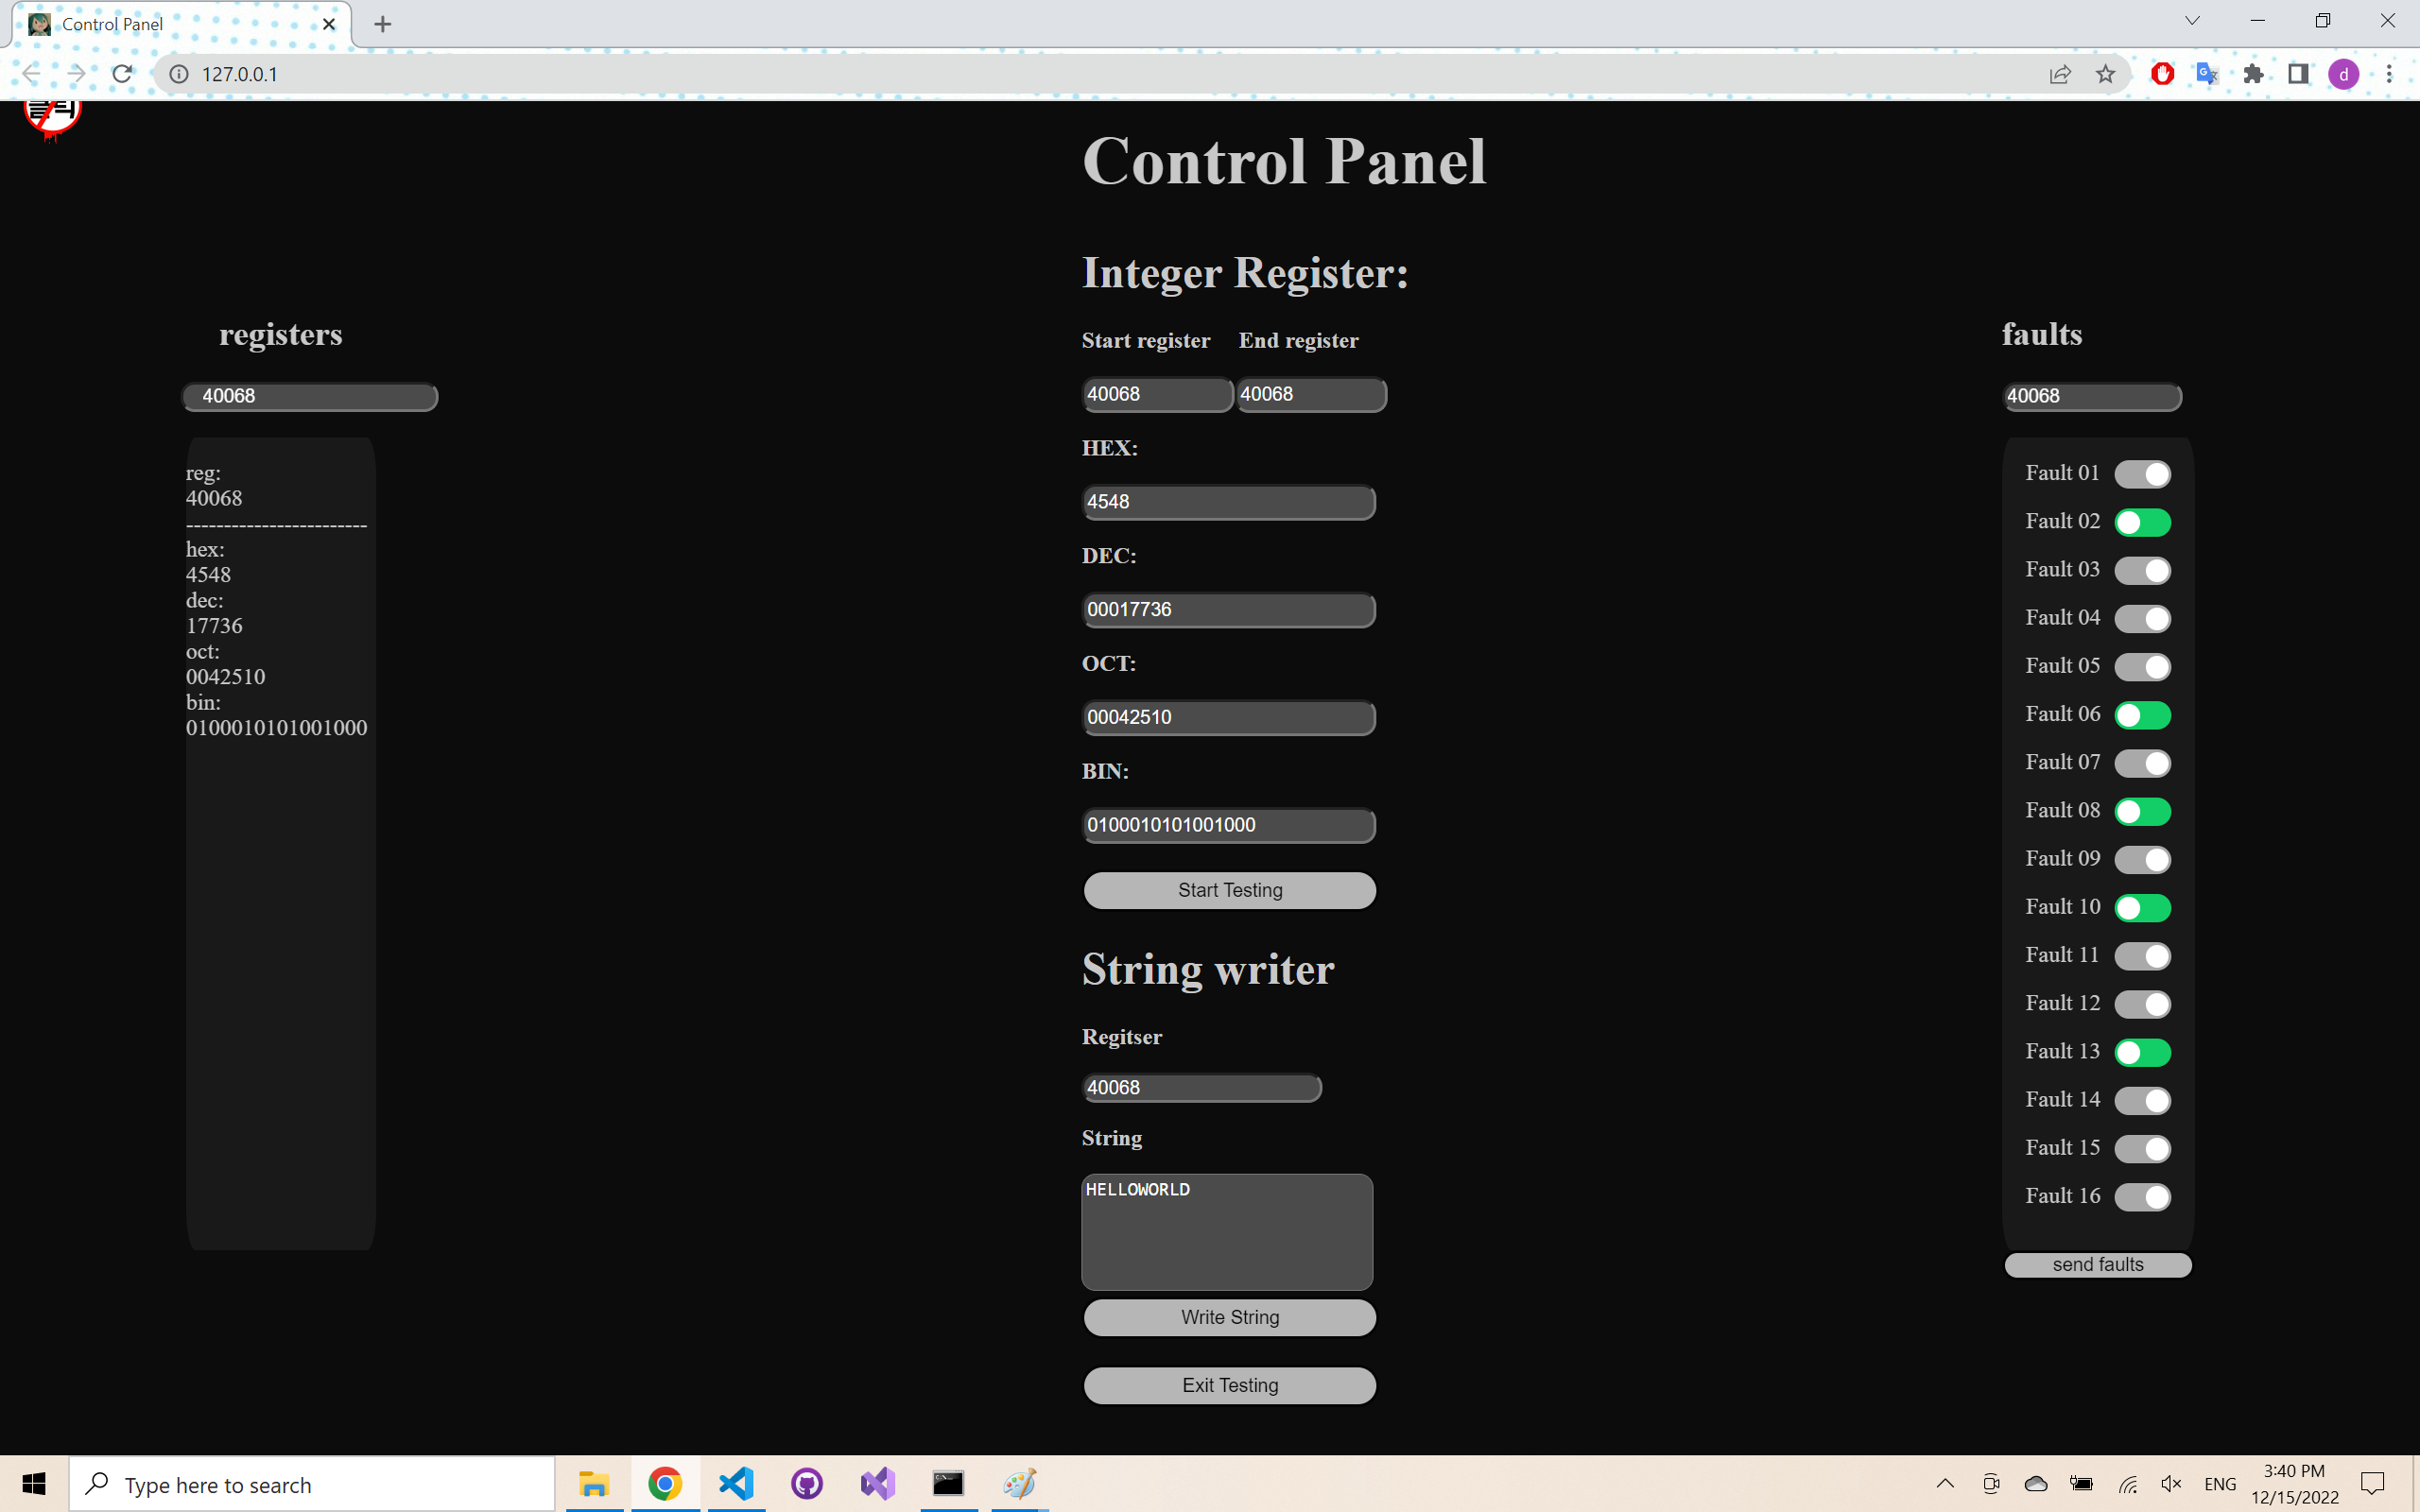 Control Panel
127.0.0.1
Control Panel
Integer Register:
registers
40068
reg:
40068
------------------------
hex:
4548
dec:
17736
oct:
0042510
bin:
0100010101001000
Start register End register
40068 40068
HEX:
4548
DEC:
00017736
OCT:
00042510
BIN:
0100010101001000
Start Testing
String writer
Regitser
40068
String
HELLOWORLD
Write String
Exit Testing
faults
40068
Fault 01
Fault 02
Fault 03
Fault 04
Fault 05
Fault 06
Fault 07
Fault 08
Fault 09
Fault 10
Fault 11
Fault 12
Fault 13
Fault 14
Fault 15
Fault 16
send faults
Type here to search
ENG
3:40 PM
12/15/2022
d